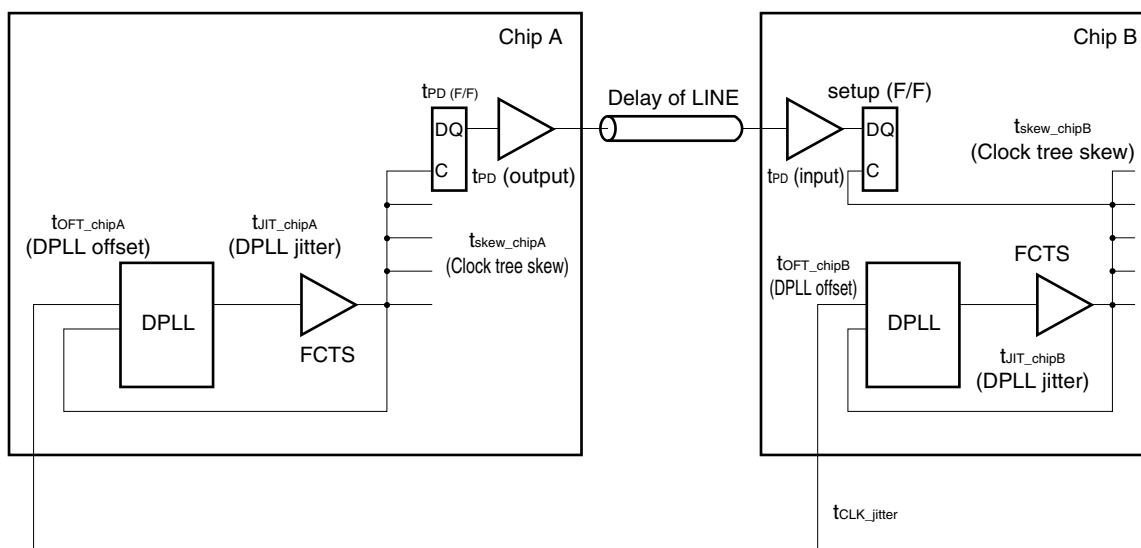 Chip A
tPD (F/F)
DQ
C
tPD (output)
tOFT_chipA
(DPLL offset)
tJIT_chipA
(DPLL jitter)
tskew_chipA
(Clock tree skew)
DPLL
FCTS
Delay of LINE
Chip B
setup (F/F)
DQ
C
tPD (input)
tskew_chipB
(Clock tree skew)
tOFT_chipB
(DPLL offset)
FCTS
DPLL
tJIT_chipB
(DPLL jitter)
tCLK_jitter